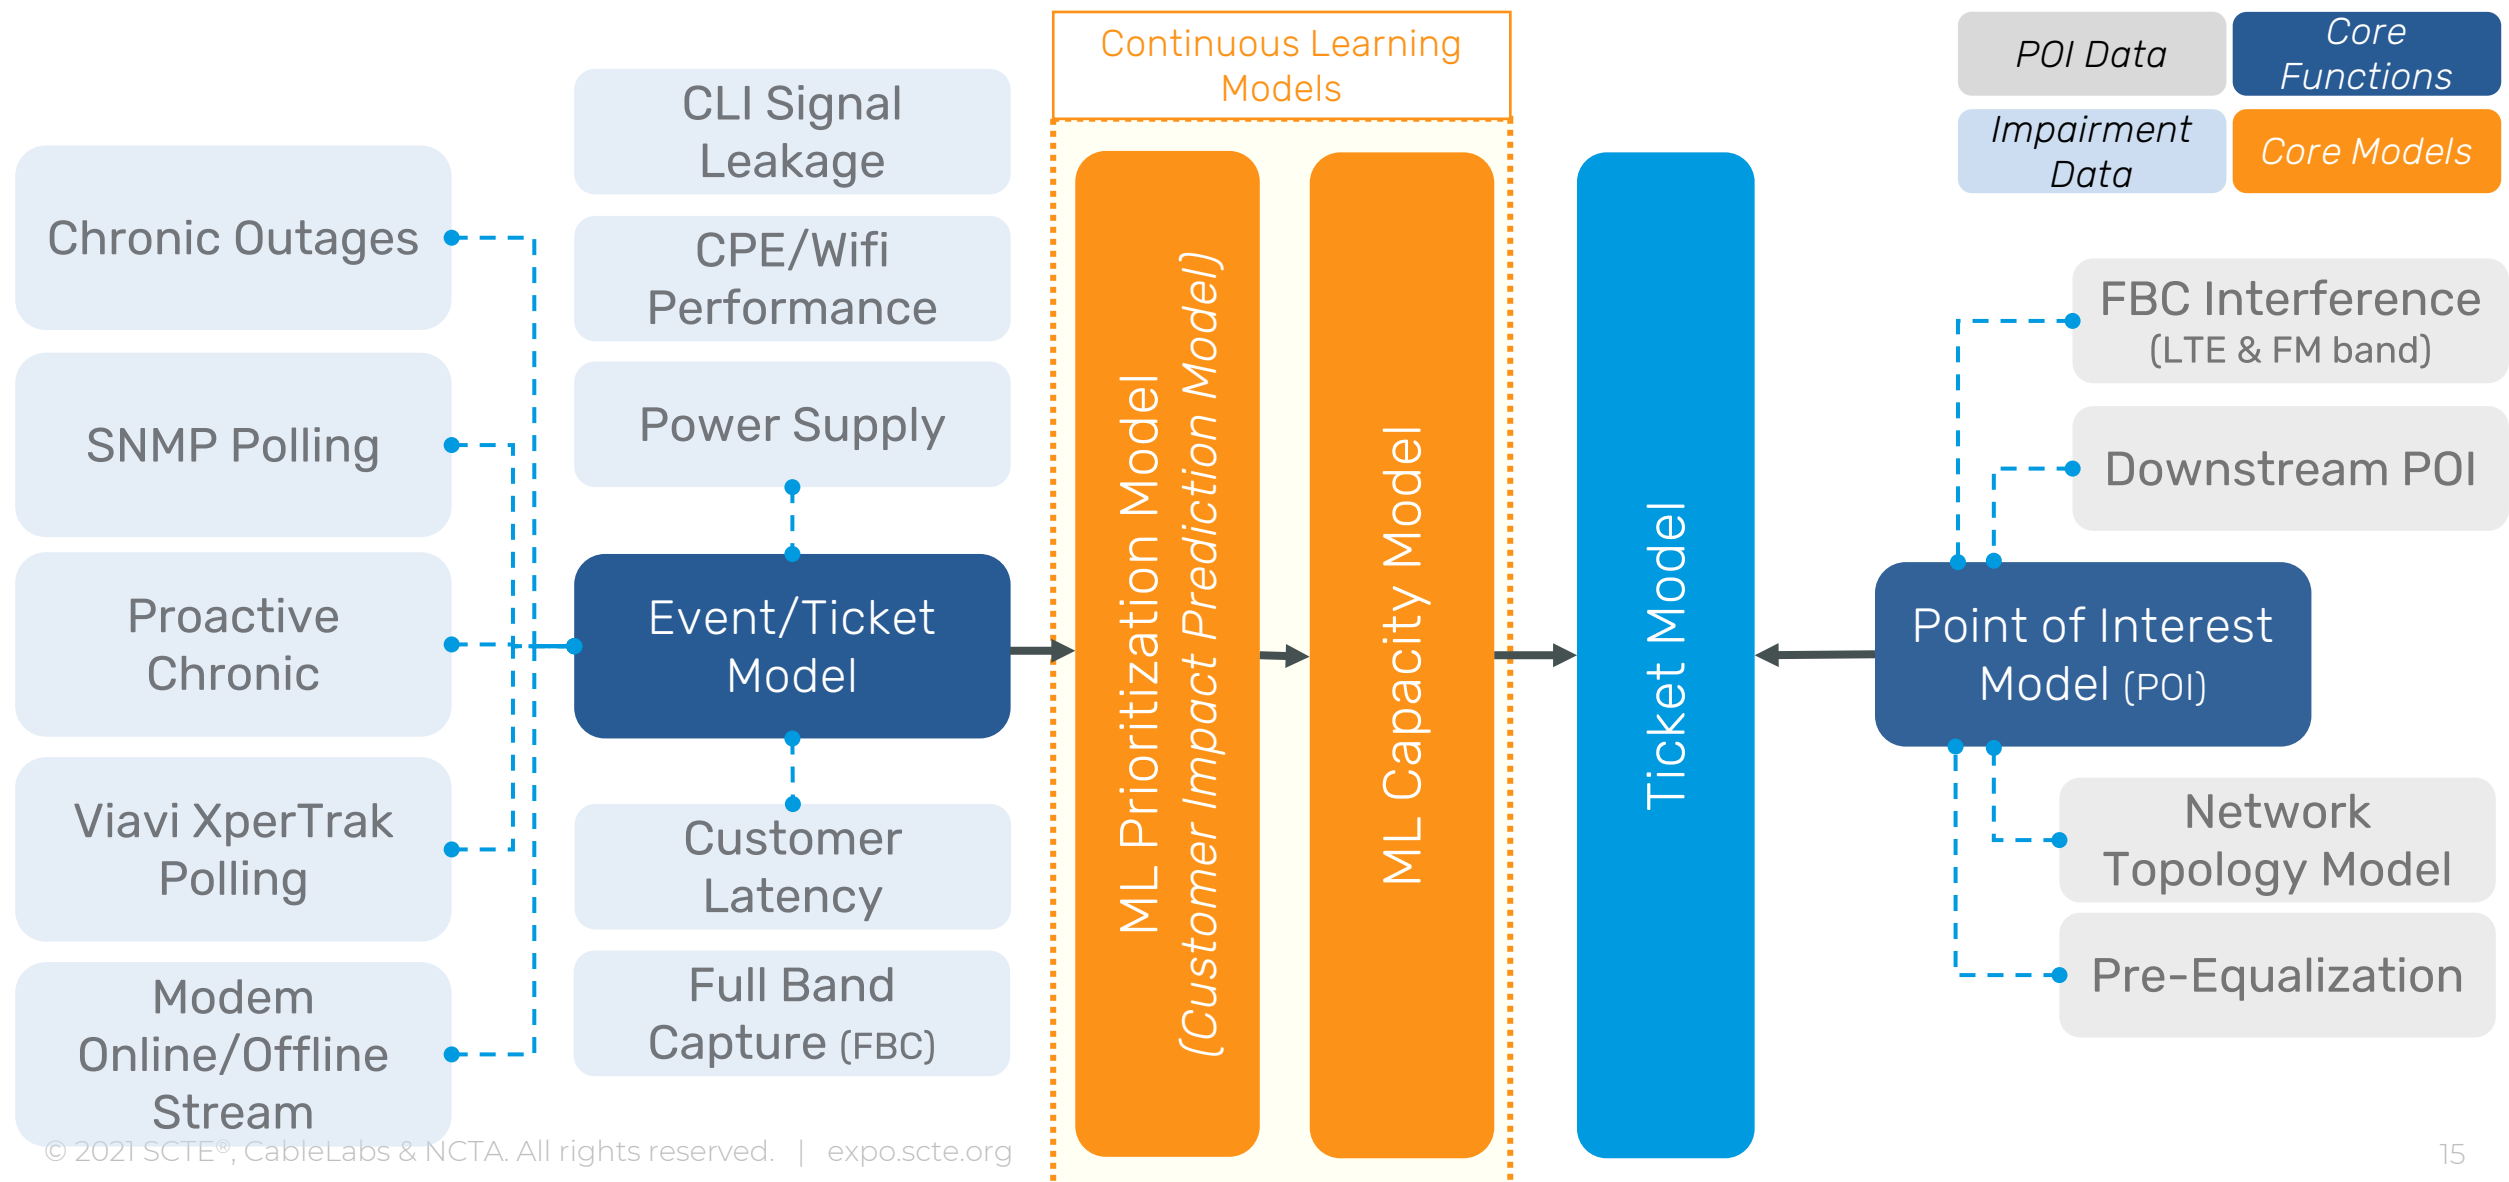 Continuous Learning
Models
POI Data
Core
Functions
Impairment
Data
Core Models
Chronic Outages
SNMP Polling
Proactive
Chronic
Viavi XperTrak
Polling
Modem
Online/Offline
Stream
CLI Signal
Leakage
CPE/Wifi
Performance
Power Supply
Event/Ticket
Model
Customer
Latency
Full Band
Capture (FBC)
ML Prioritization Model
(Customer Impact Prediction Model)
ML Capacity Model
Ticket Model
FBC Interference
(LTE & FM band)
Downstream POI
Point of Interest
Model (POI)
Network
Topology Model
Pre-Equalization
© 2021 SCTE®, CableLabs & NCTA. All rights reserved. | expo.scte.org
15